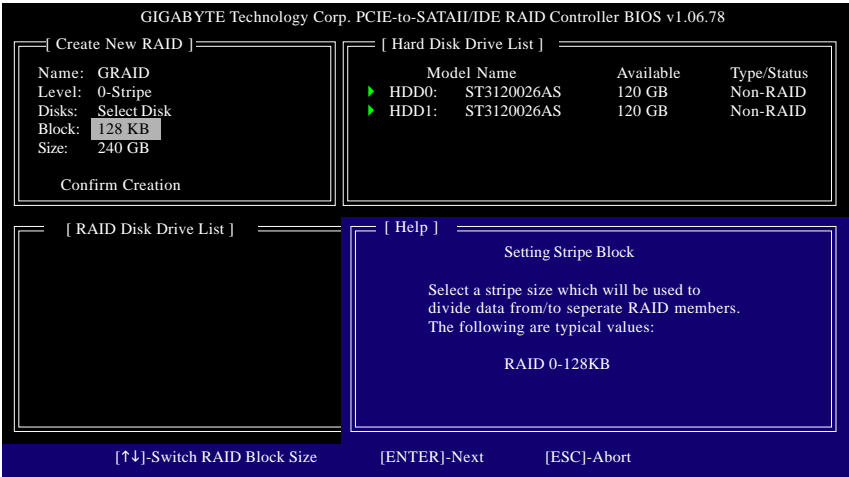 GIGABYTE Technology Corp. PCIE-to-SATAII/IDE RAID Controller BIOS v1.06.78
[ Create New RAID ]
Name: GRAID
Level: 0-Stripe
Disks: Select Disk
Block: 128 KB
Size: 240 GB
Confirm Creation
[ Hard Disk Drive List ]
Model Name Available Type/Status
HDD0: ST3120026AS 120 GB Non-RAID
HDD1: ST3120026AS 120 GB Non-RAID
[ RAID Disk Drive List ]
[ Help ]
Setting Stripe Block
Select a stripe size which will be used to
divide data from/to seperate RAID members.
The following are typical values:
RAID 0-128KB
[↑↓]-Switch RAID Block Size [ENTER]-Next [ESC]-Abort